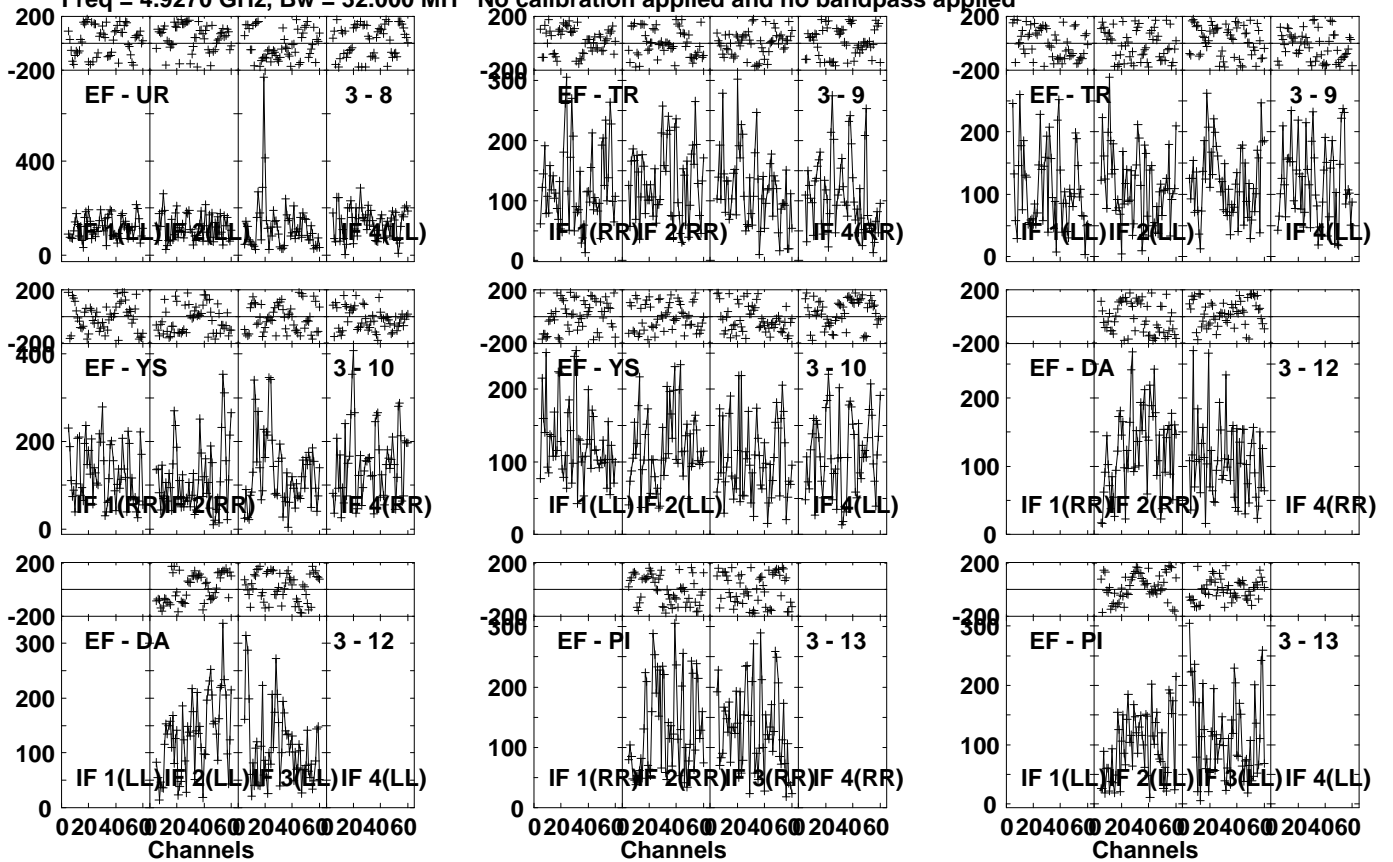 Freq = 4.9270 GHz, Bw = 32.000 MH No calibration applied and no bandpass applied
200
-200
EF - UR 3 - 8
400
200
0
IF 1(LL) IF 2(LL) IF 4(LL)
200
-200
300
EF - TR 3 - 9
200
100
0
IF 1(RR) IF 2(RR) IF 4(RR)
200
-200
EF - TR 3 - 9
200
100
0
IF 1(LL) IF 2(LL) IF 4(LL)
200
-200
400
EF - YS 3 - 10
200
0
IF 1(RR) IF 2(RR) IF 4(RR)
200
-200
EF - YS 3 - 10
200
100
0
IF 1(LL) IF 2(LL) IF 4(LL)
200
-200
EF - DA 3 - 12
200
100
0
IF 1(RR) IF 2(RR) IF 4(RR)
200
-200
300
EF - DA 3 - 12
200
100
0
IF 1(LL) IF 2(LL) IF 3(LL) IF 4(LL)
0 20 40 60 0 20 40 60 0 20 40 60 0 20 40 60
Channels
200
-200
300
EF - PI 3 - 13
200
100
0
IF 1(RR) IF 2(RR) IF 3(RR) IF 4(RR)
0 20 40 60 0 20 40 60 0 20 40 60 0 20 40 60
Channels
200
-200
300
EF - PI 3 - 13
200
100
0
IF 1(LL) IF 2(LL) IF 3(LL) IF 4(LL)
0 20 40 60 0 20 40 60 0 20 40 60 0 20 40 60
Channels